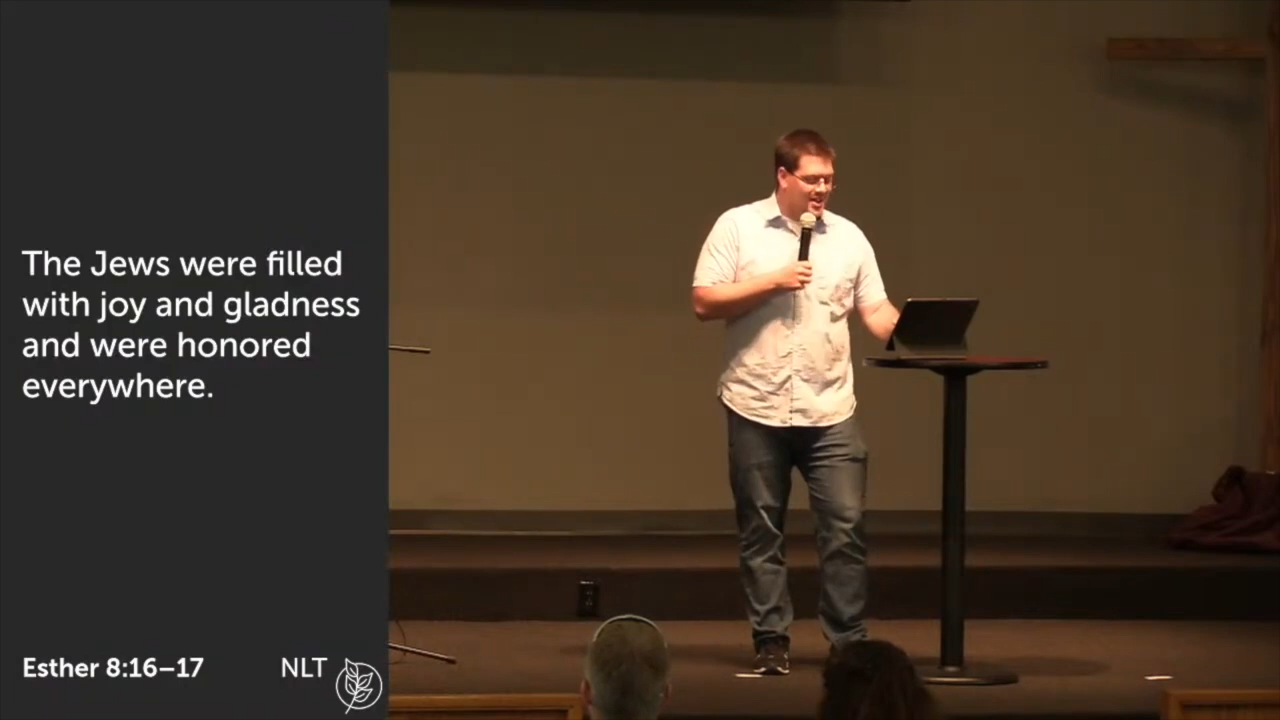 The Jews were filled
with joy and gladness
and were honored
everywhere.
Esther 8:16–17 NLT